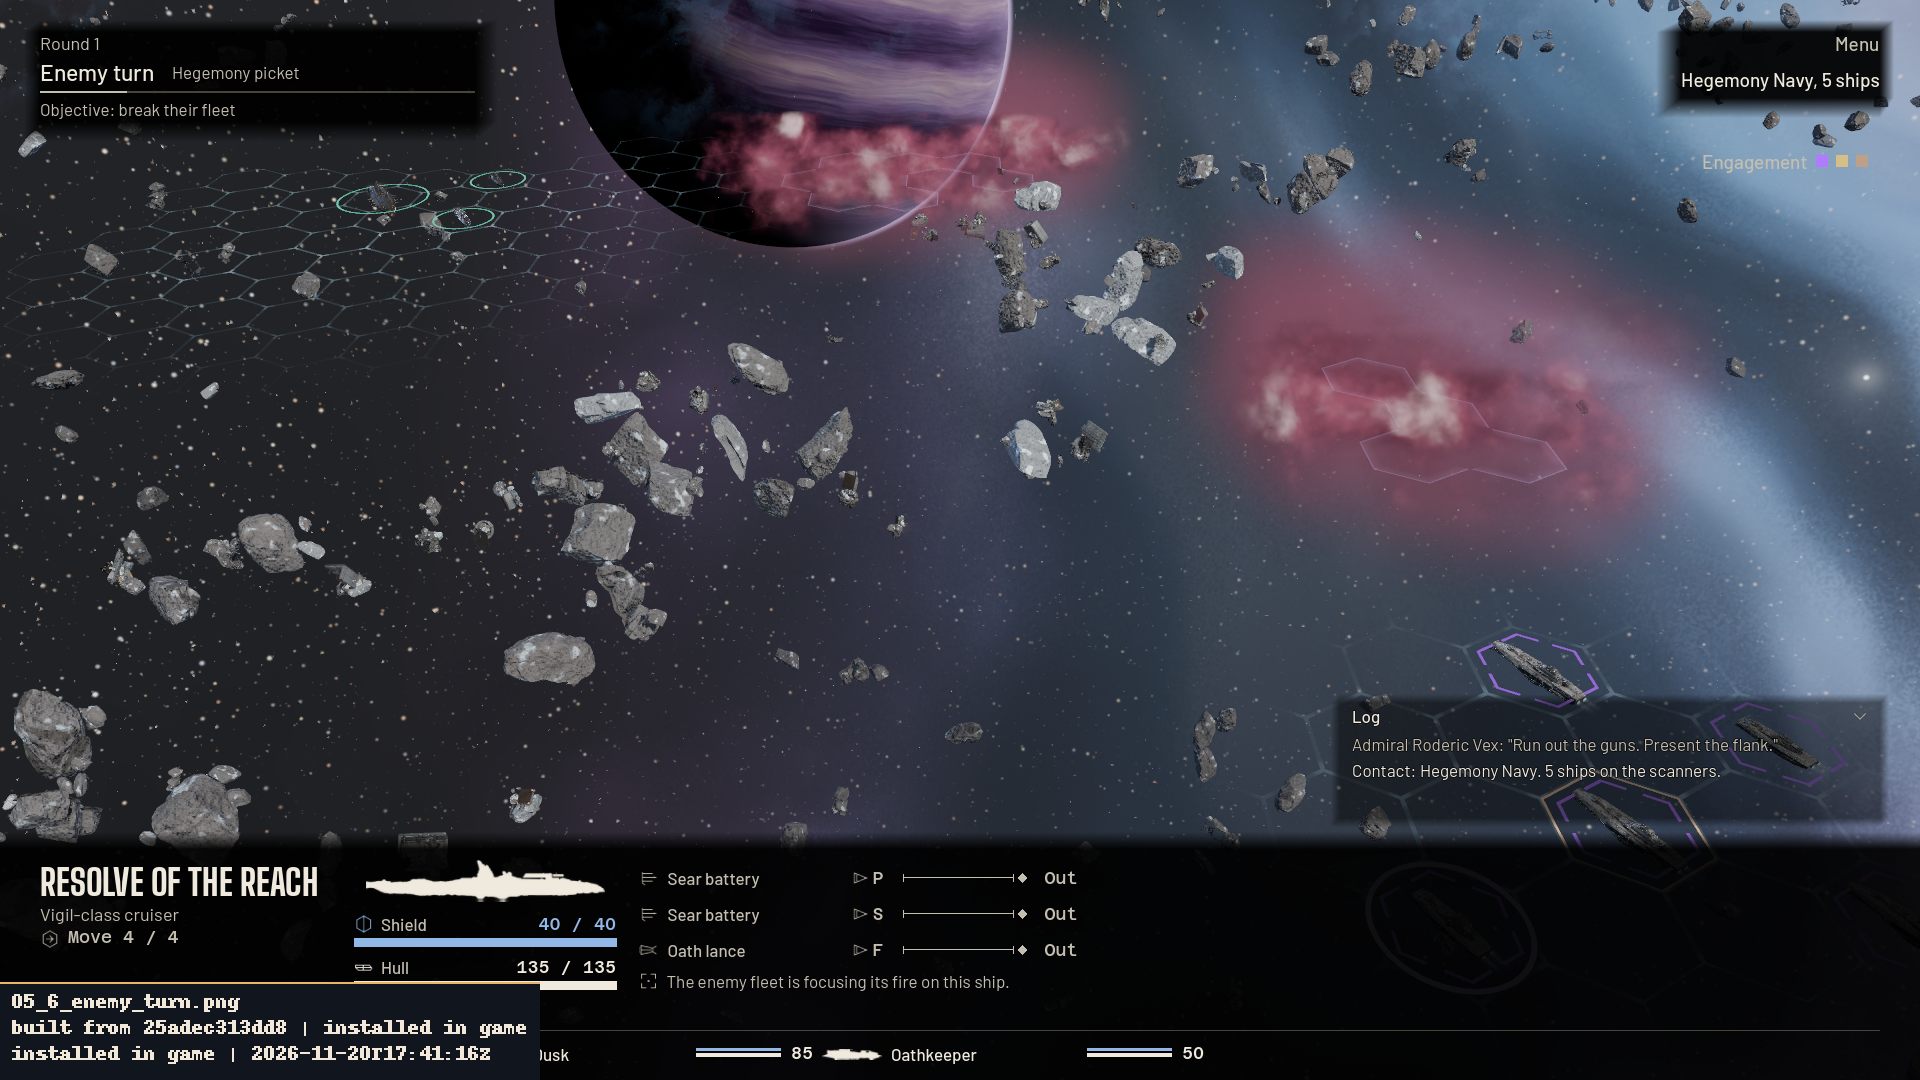 Round 1
Enemy turn Hegemony picket
Objective: break their fleet
Menu
Hegemony Navy, 5 ships
Engagement
Log
Admiral Roderic Vex: "Run out the guns. Present the flank."
Contact: Hegemony Navy. 5 ships on the scanners.
RESOLVE OF THE REACH
Vigil-class cruiser
Move 4 / 4
Shield 40 / 40
Hull 135 / 135
Sear battery P Out
Sear battery S Out
Oath lance F Out
The enemy fleet is focusing its fire on this ship.
05_6_enemy_turn.png
built from 25adec313dd8 | installed in game
installed in game | 2026-11-20T17:41:16Z
Dusk 85 Oathkeeper 50